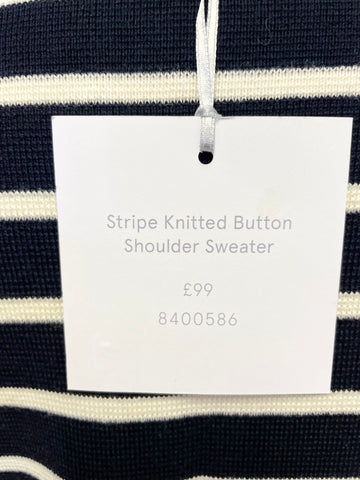 Stripe Knitted Button
Shoulder Sweater
£99
8400586